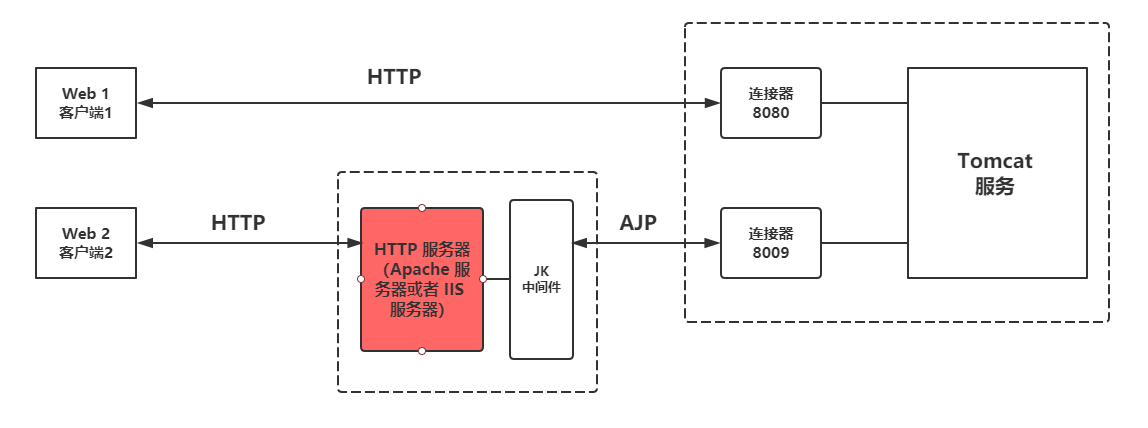 HTTP
Web 1
客户端1
连接器
8080
Tomcat
服务
Web 2
客户端2
HTTP
HTTP 服务器
（Apache 服
务器或者 IIS
服务器）
JK
中间件
AJP
连接器
8009